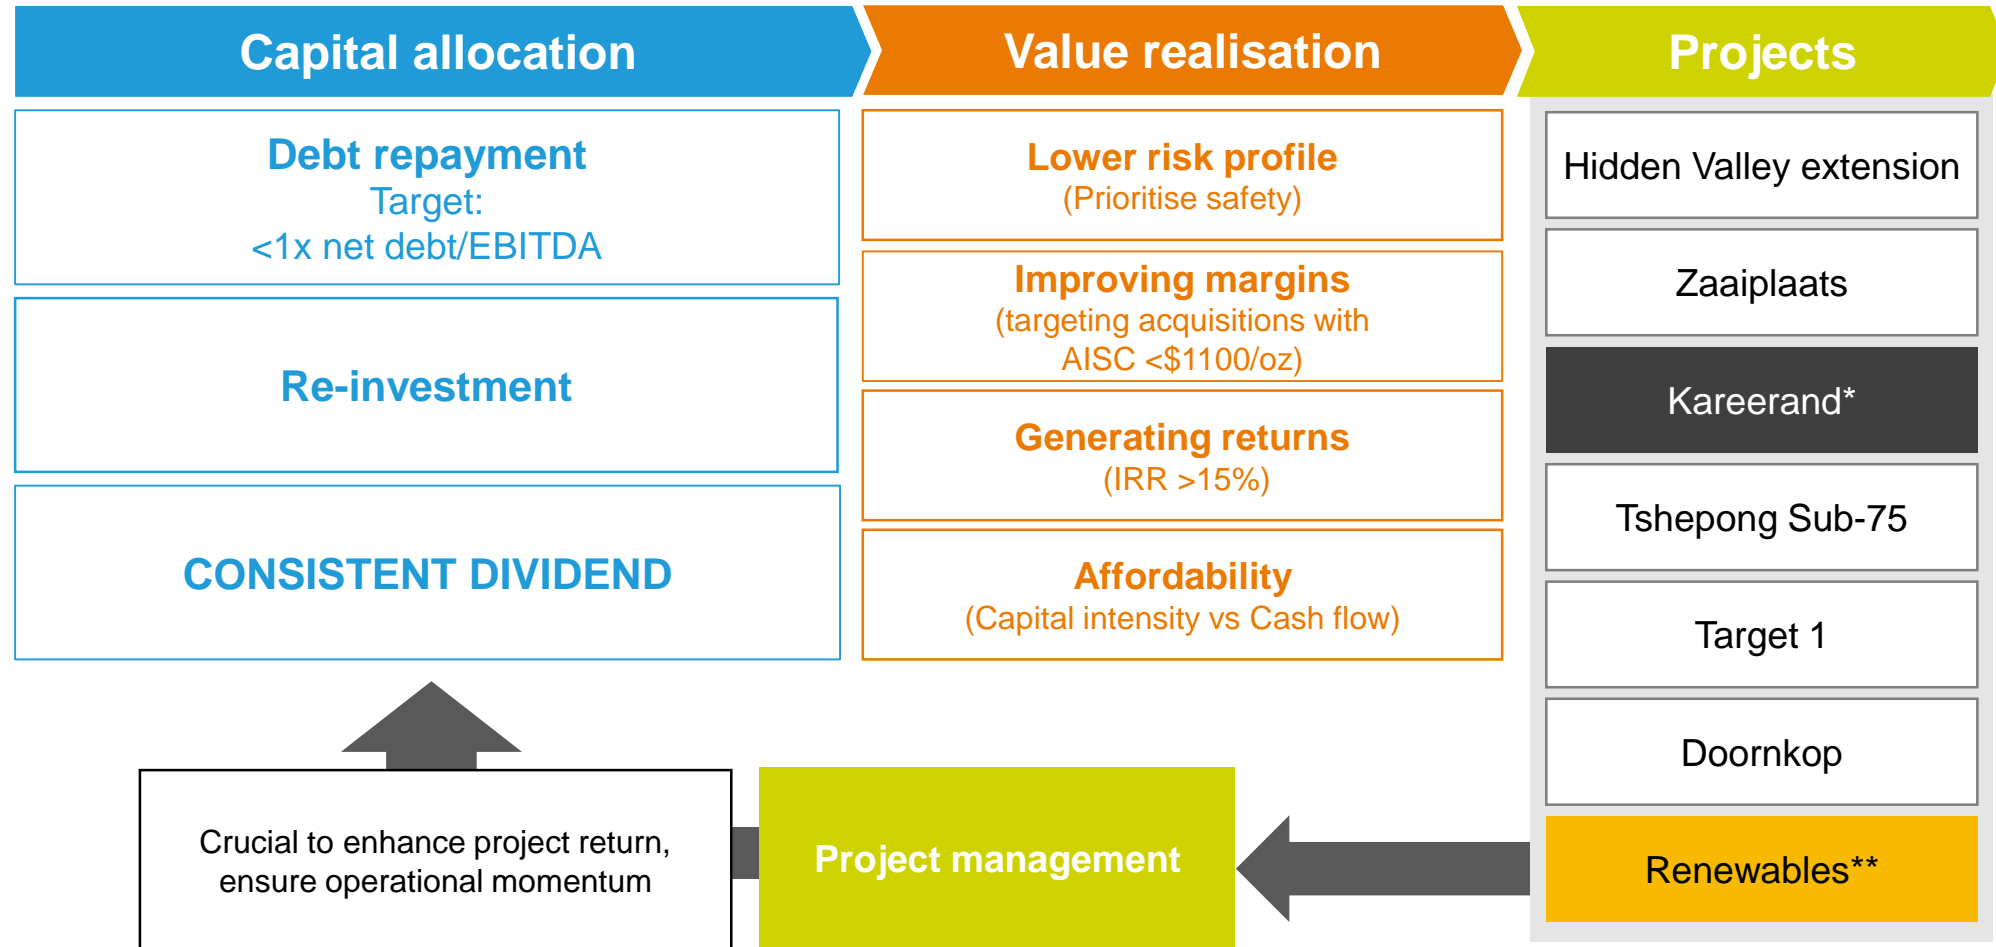 Capital allocation
Value realisation
Projects
Debt repayment
Target:
<1x net debt/EBITDA
Re-investment
CONSISTENT DIVIDEND
Lower risk profile
(Prioritise safety)
Improving margins
(targeting acquisitions with
AISC <$1100/oz)
Generating returns
(IRR >15%)
Affordability
(Capital intensity vs Cash flow)
Hidden Valley extension
Zaaiplaats
Kareerand*
Tshepong Sub-75
Target 1
Doornkop
Renewables**
Project management
Crucial to enhance project return,
ensure operational momentum